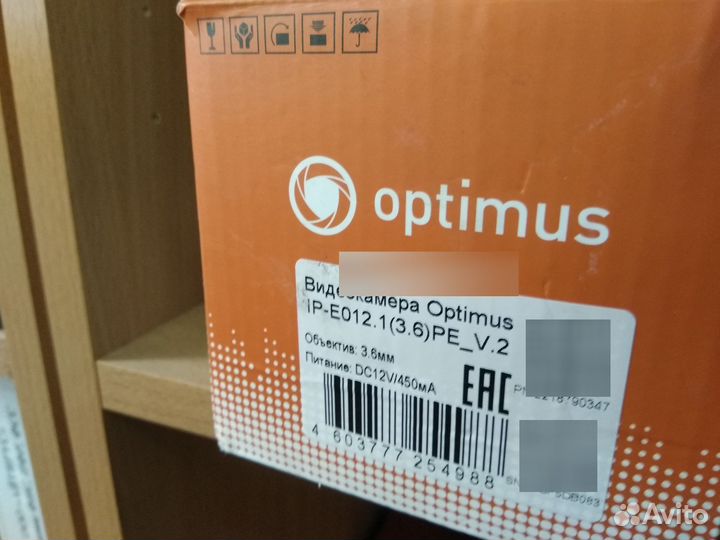 optimus
Видеокамера Optimus
IP-E012.1(3.6)PE_V.2
Объектив: 3.6мм
Питание: DC12V/450мА
EAC
4 603777 254988
Avito